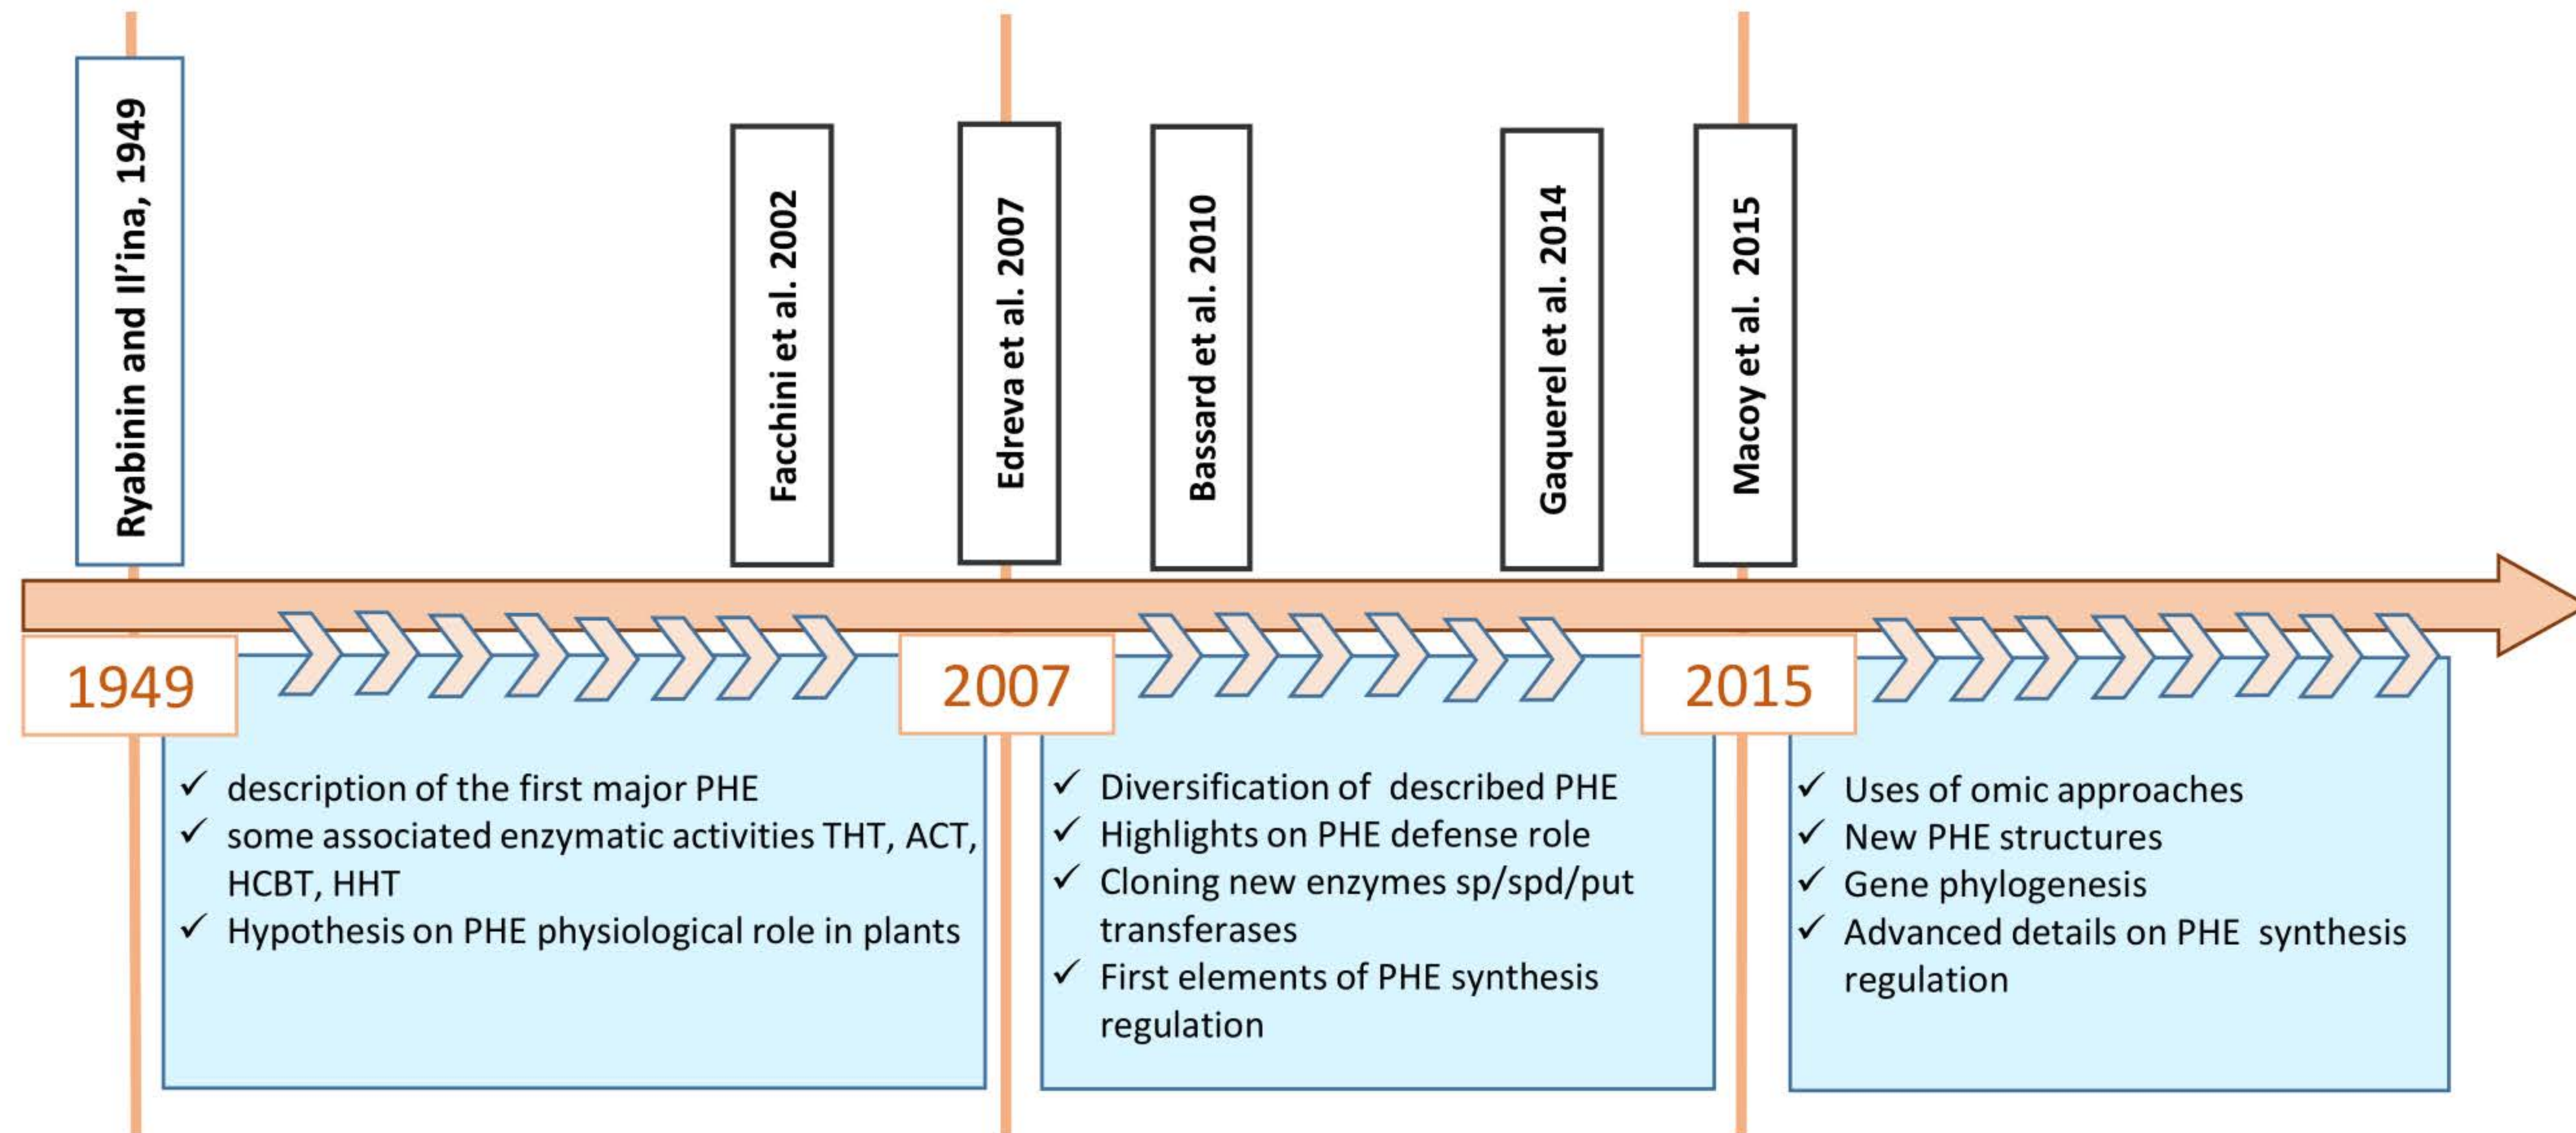 Ryabinin and Il'ina, 1949
Facchini et al. 2002
Edreva et al. 2007
Bassard et al. 2010
Gaquerel et al. 2014
Macoy et al. 2015
1949
2007
2015
✓ description of the first major PHE
✓ some associated enzymatic activities THT, ACT,
HCBT, HHT
✓ Hypothesis on PHE physiological role in plants
✓ Diversification of described PHE
✓ Highlights on PHE defense role
✓ Cloning new enzymes sp/spd/put
transferases
✓ First elements of PHE synthesis
regulation
✓ Uses of omic approaches
✓ New PHE structures
✓ Gene phylogenesis
✓ Advanced details on PHE synthesis
regulation